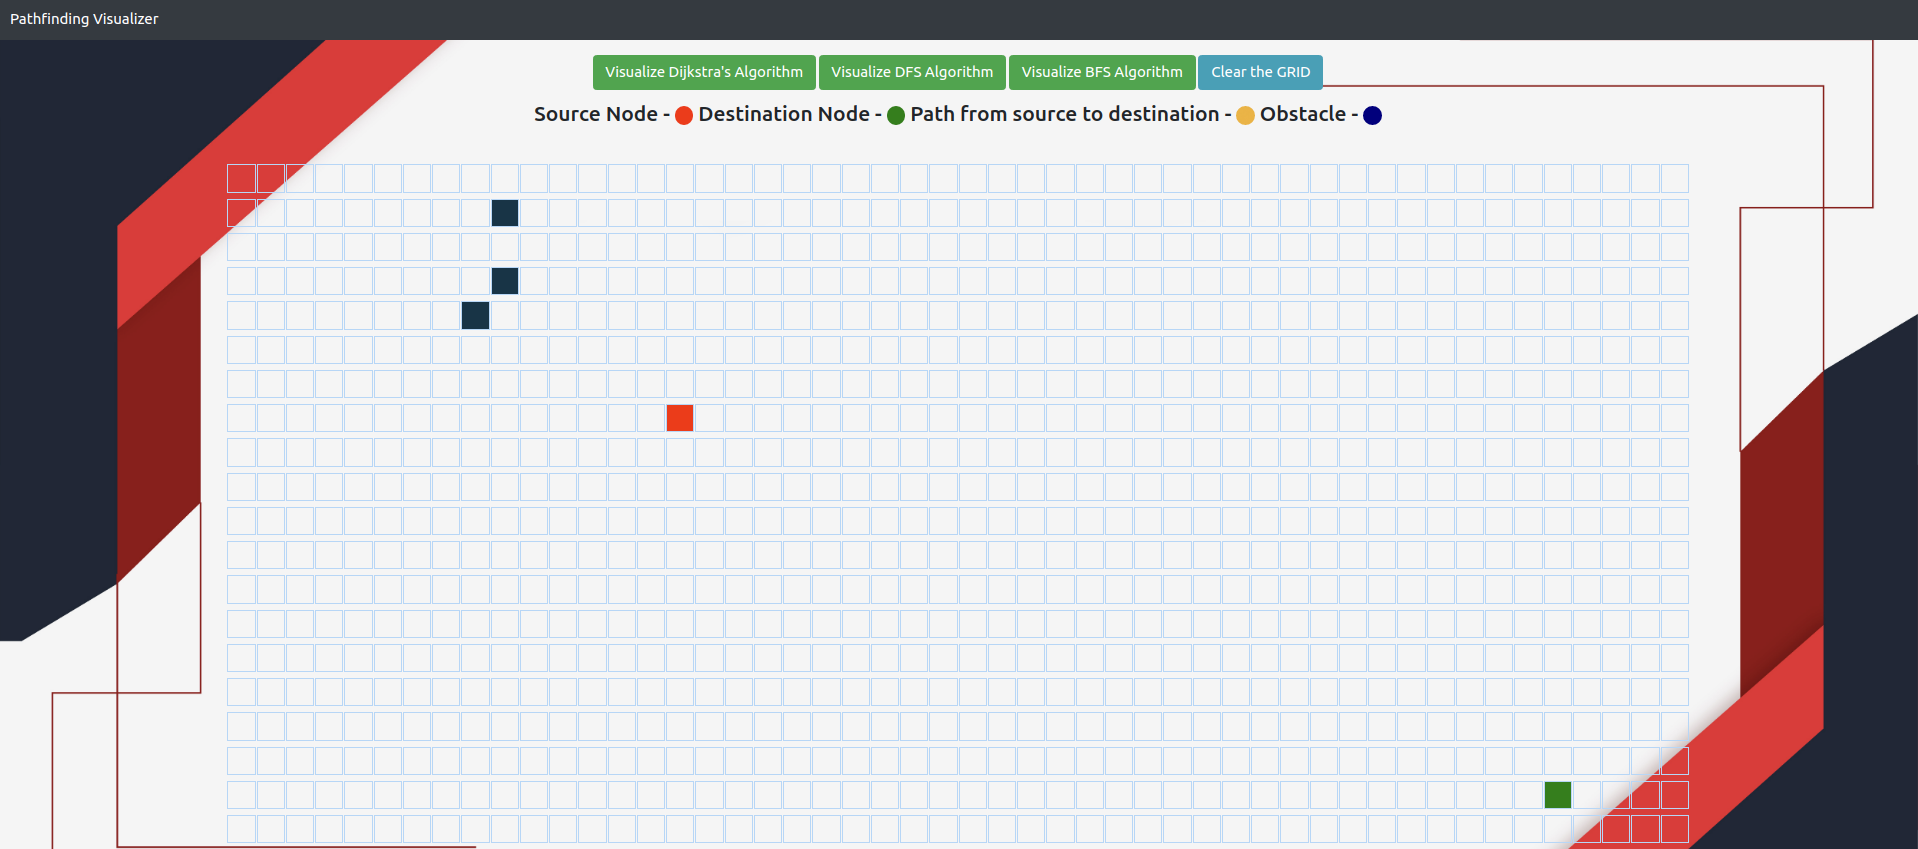 Pathfinding Visualizer
Visualize Dijkstra's Algorithm Visualize DFS Algorithm Visualize BFS Algorithm Clear the GRID
Source Node - Destination Node - Path from source to destination - Obstacle -